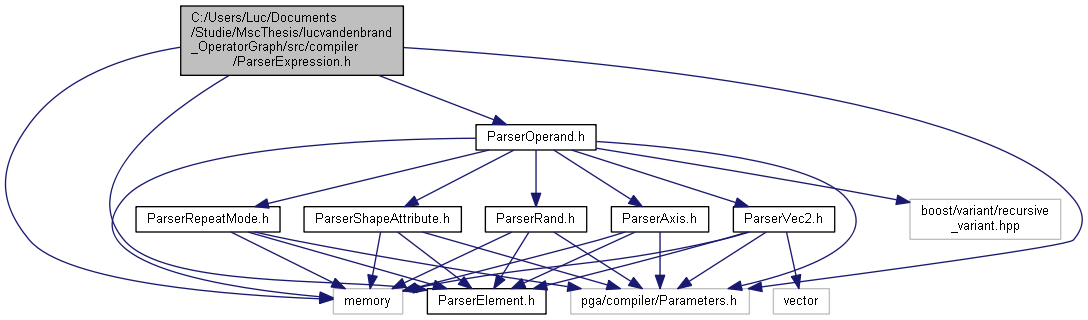 C:/Users/Luc/Documents
/Studie/MscThesis/lucvandenbrand
_OperatorGraph/src/compiler
/ParserExpression.h
ParserOperand.h
ParserRepeatMode.h
ParserShapeAttribute.h
ParserRand.h
ParserAxis.h
ParserVec2.h
boost/variant/recursive
_variant.hpp
memory
ParserElement.h
pga/compiler/Parameters.h
vector